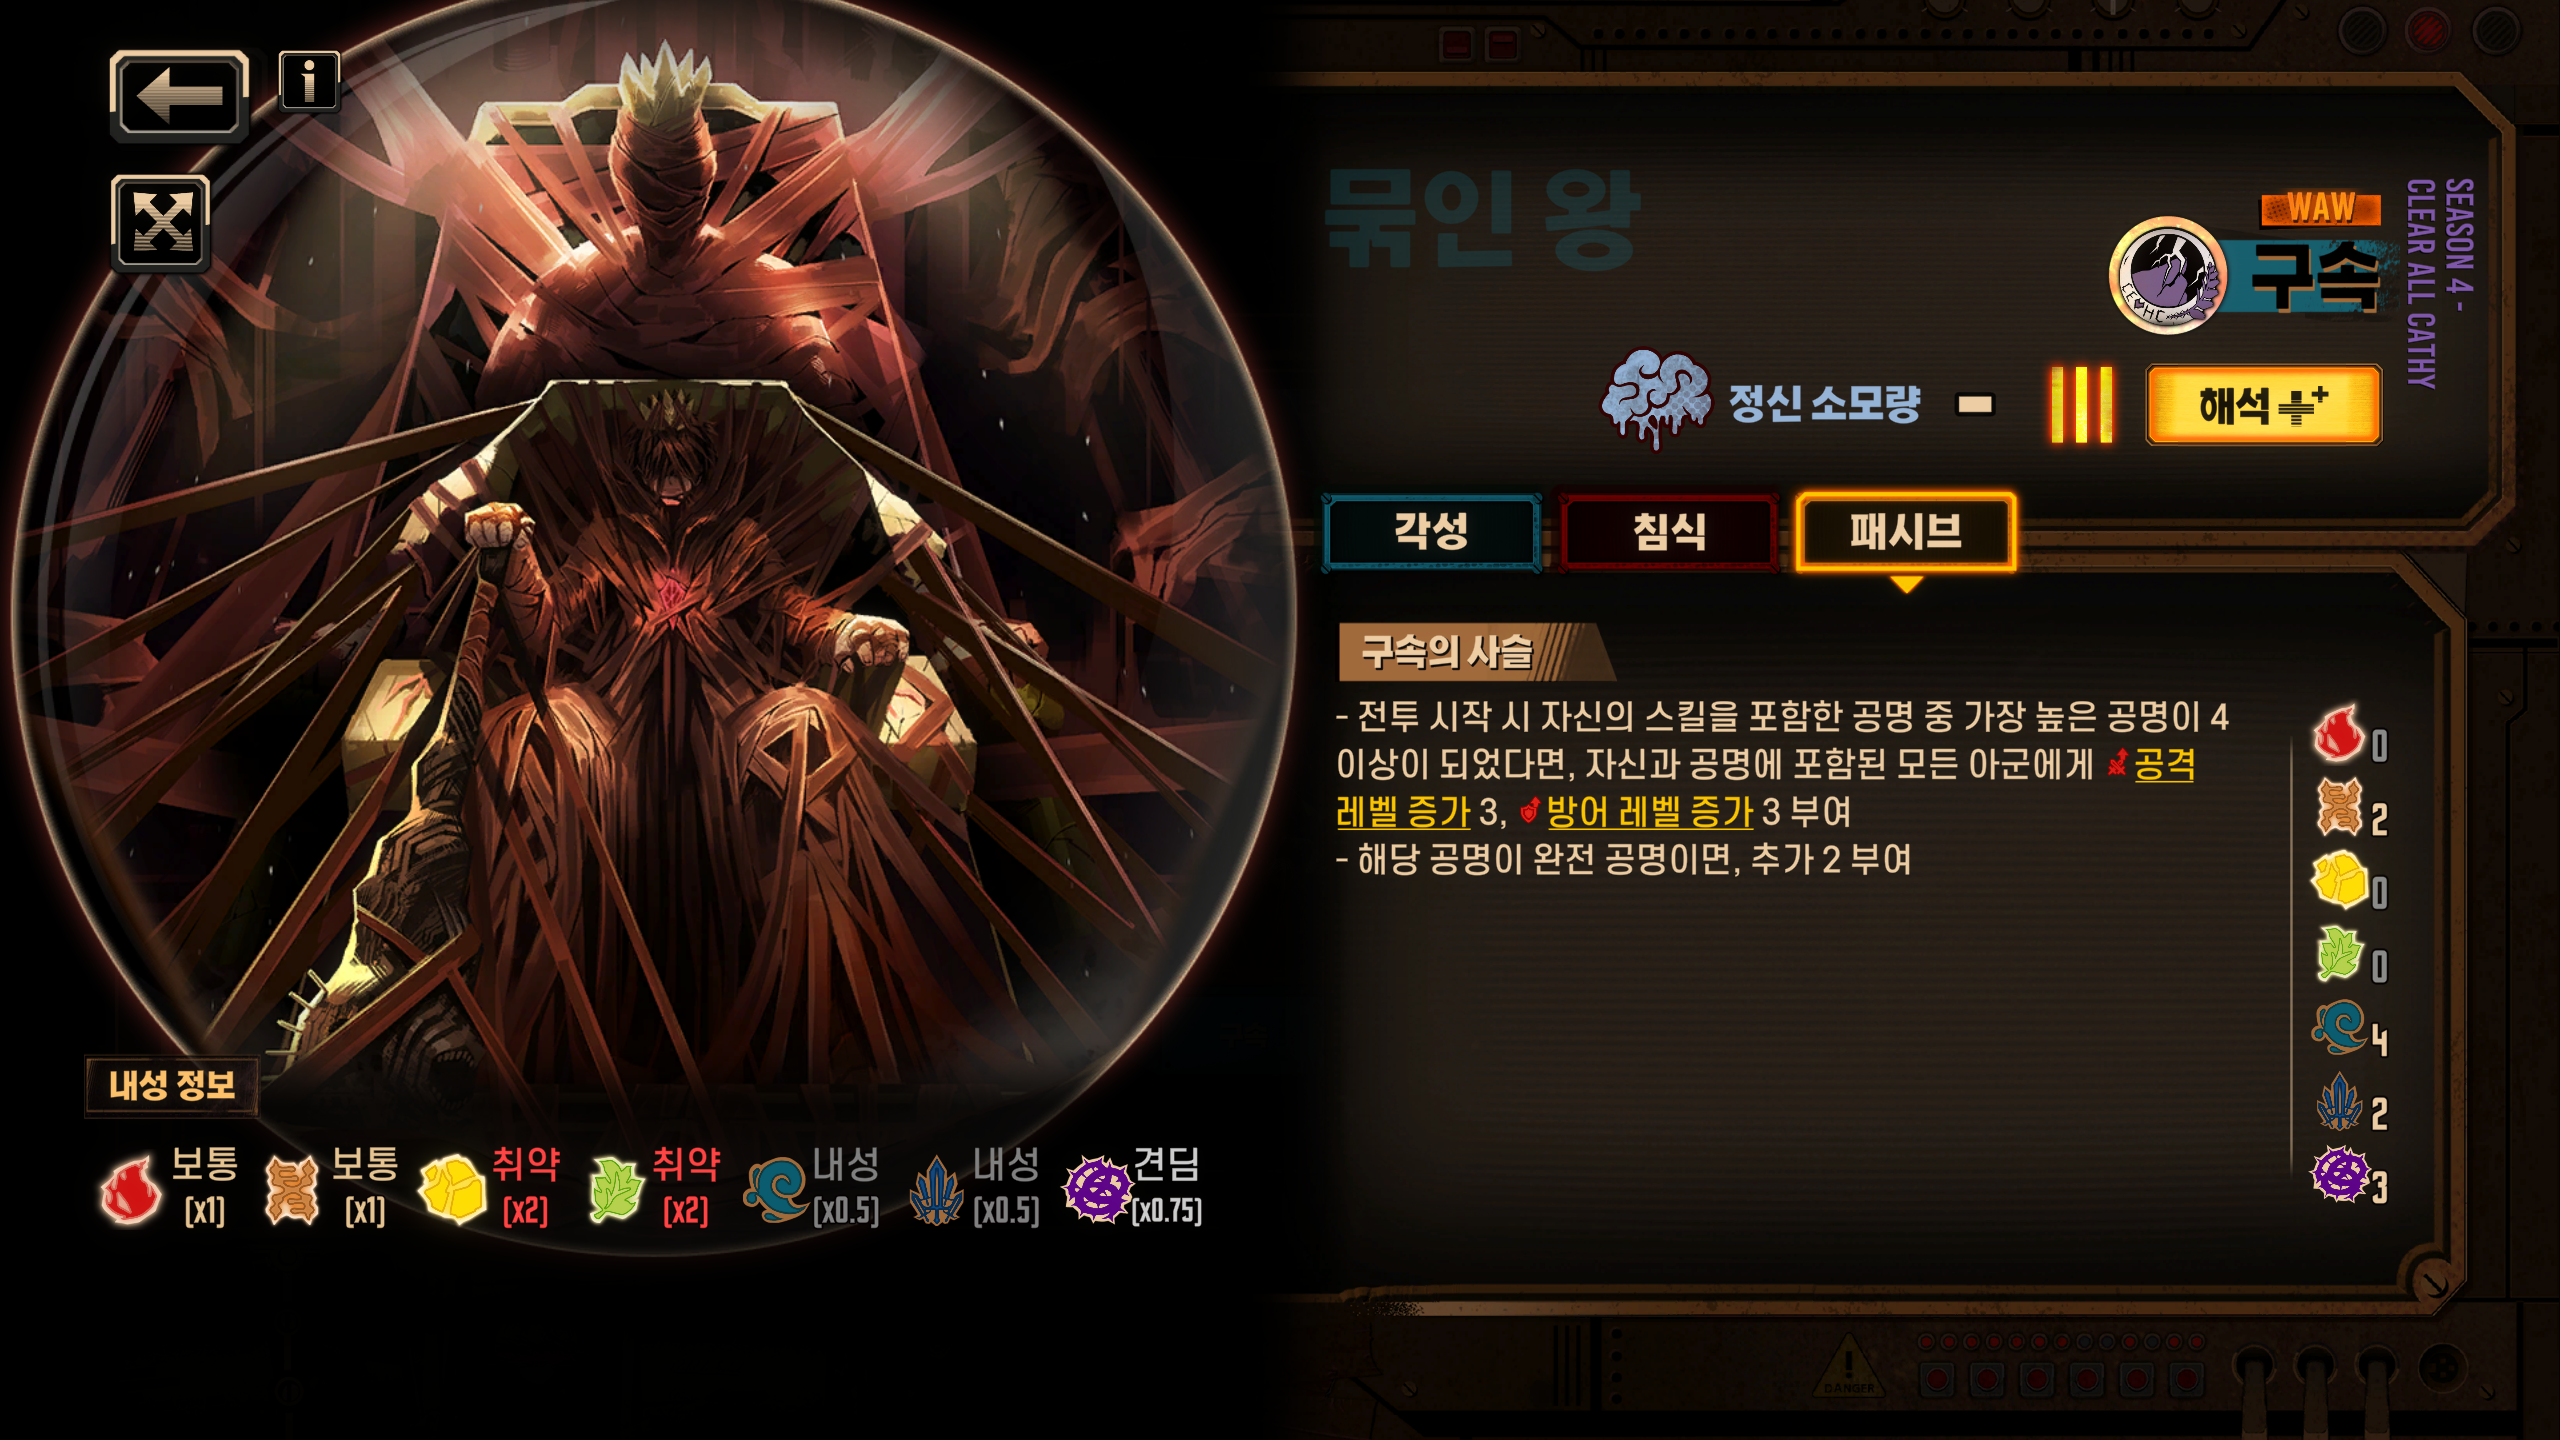 묶인 왕
WAW
구속
SEASON 4 -
CLEAR ALL CATHY
정신 소모량
해석
각성
침식
패시브
구속의 사슬
- 전투 시작 시 자신의 스킬을 포함한 공명 중 가장 높은 공명이 4
이상이 되었다면, 자신과 공명에 포함된 모든 아군에게 공격
레벨 증가 3, 방어 레벨 증가 3 부여
- 해당 공명이 완전 공명이면, 추가 2 부여
0
2
0
0
4
2
3
내성 정보
보통 보통 취약 취약 내성 내성 견딤
[x1] [x1] [x2] [x2] [x0.5] [x0.5] [x0.75]
DANGER